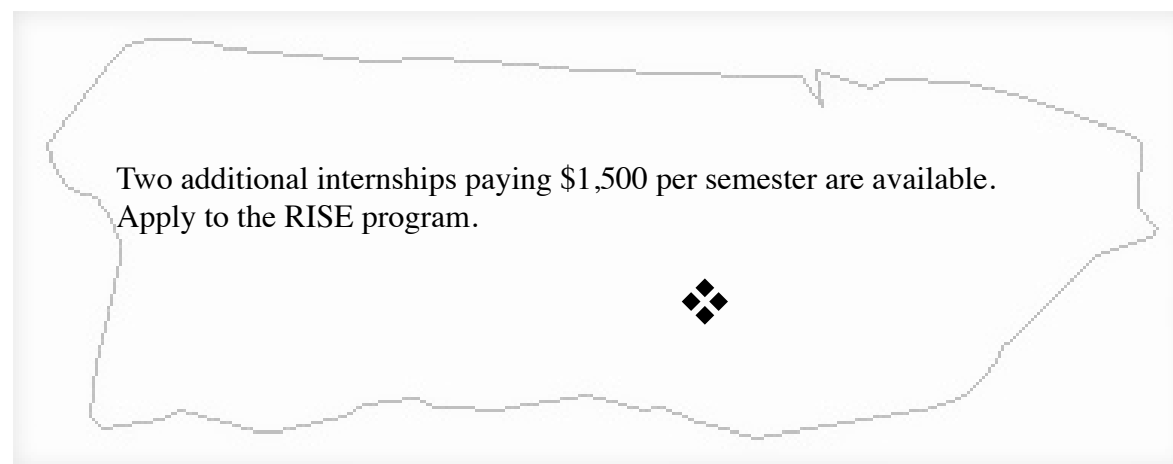 Two additional internships paying $1,500 per semester are available.
Apply to the RISE program.